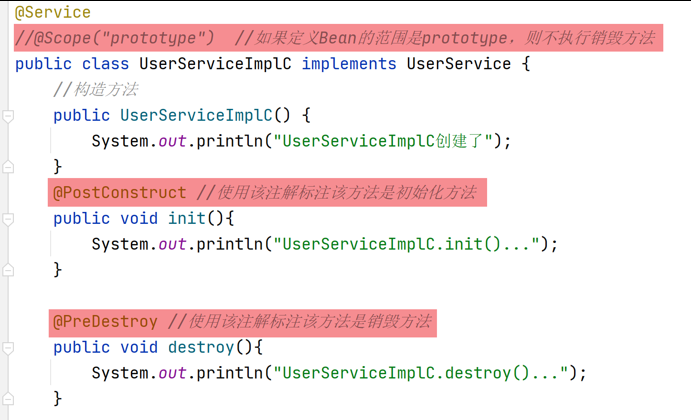 @Service
//@Scope("prototype")  //如果定义Bean的范围是prototype，则不执行销毁方法
public class UserServiceImplC implements UserService {
    //构造方法
    public UserServiceImplC() {
        System.out.println("UserServiceImplC创建了");
    }
    @PostConstruct //使用该注解标注该方法是初始化方法
    public void init(){
        System.out.println("UserServiceImplC.init()...");
    }
    @PreDestroy //使用该注解标注该方法是销毁方法
    public void destroy(){
        System.out.println("UserServiceImplC.destroy()...");
    }